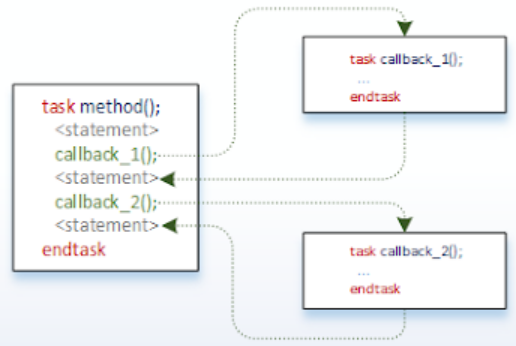 task method();
<statement>
callback_1();
<statement>
callback_2();
<statement>
endtask
task callback_1();
...
endtask
task callback_2();
...
endtask